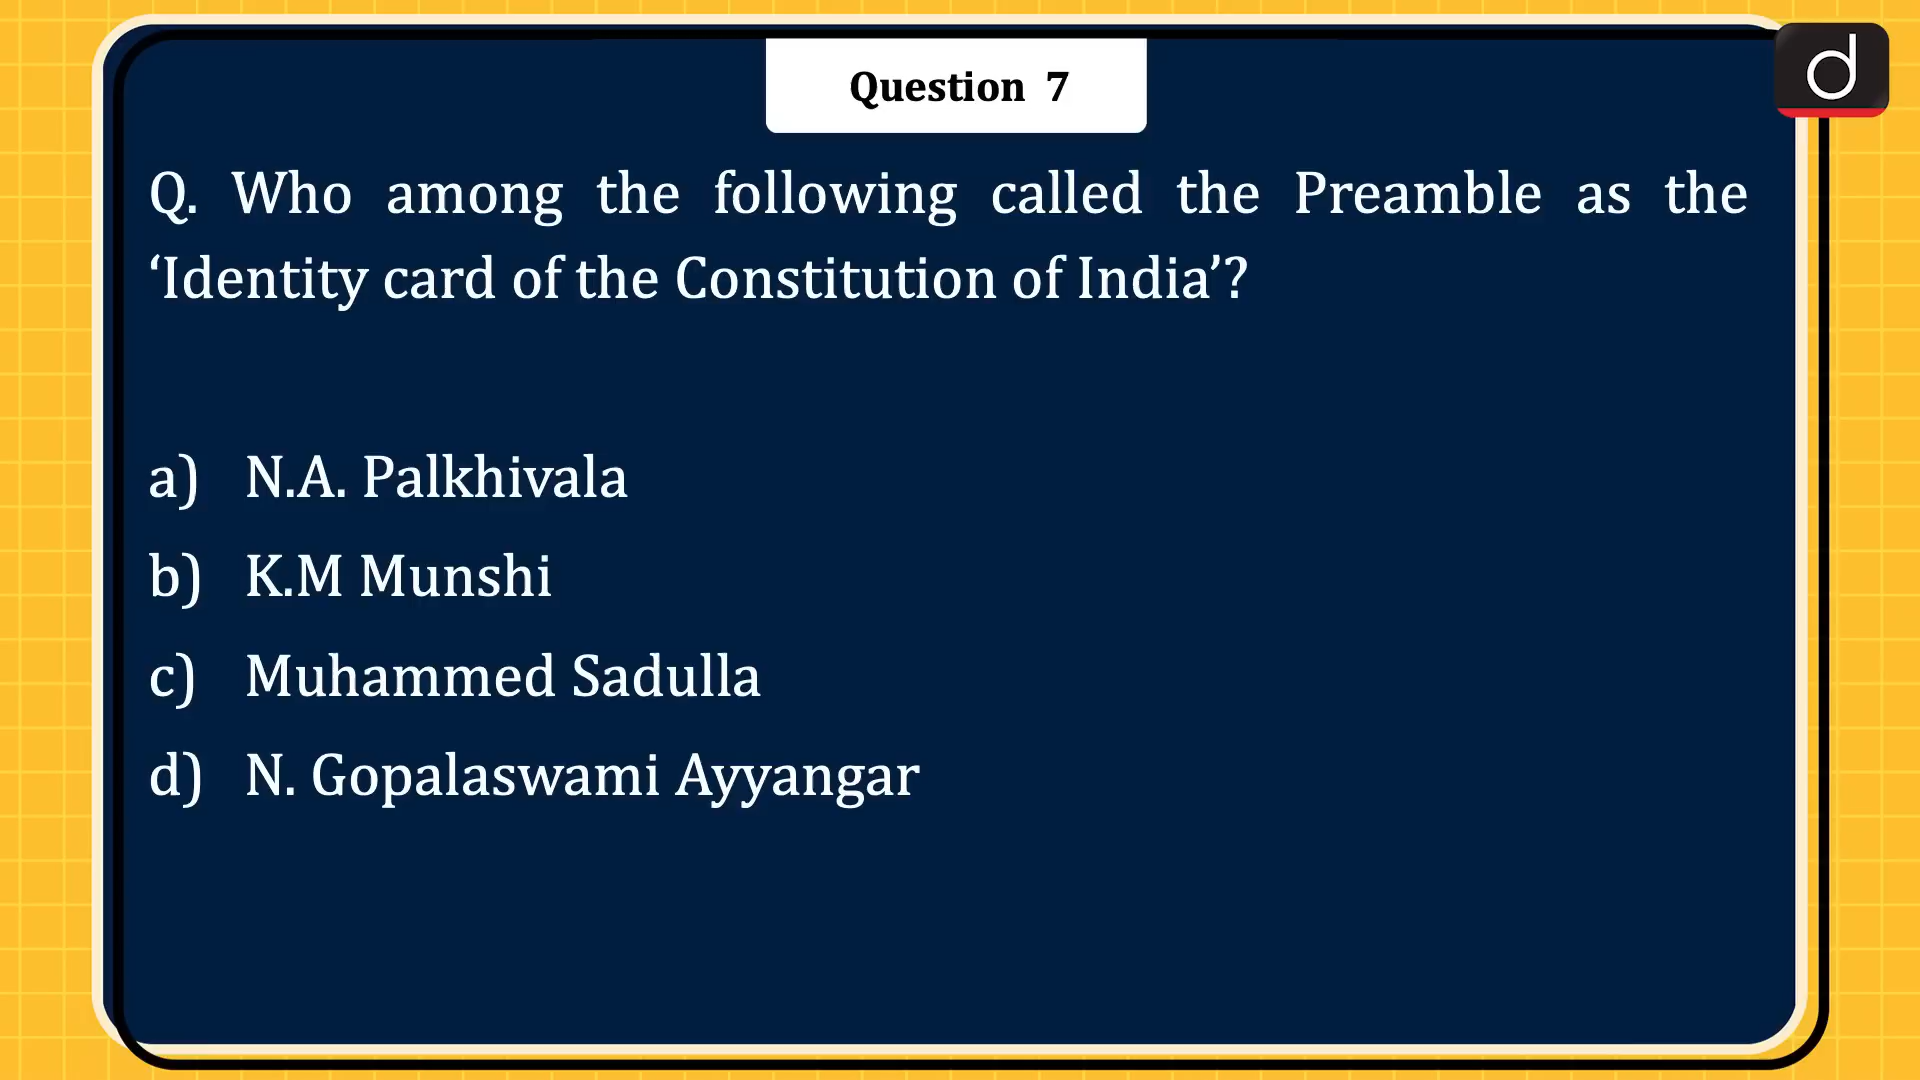 Question 7
d
Q. Who among the following called the Preamble as the
‘Identity card of the Constitution of India’?
a) N.A. Palkhivala
b) K.M Munshi
c) Muhammed Sadulla
d) N. Gopalaswami Ayyangar